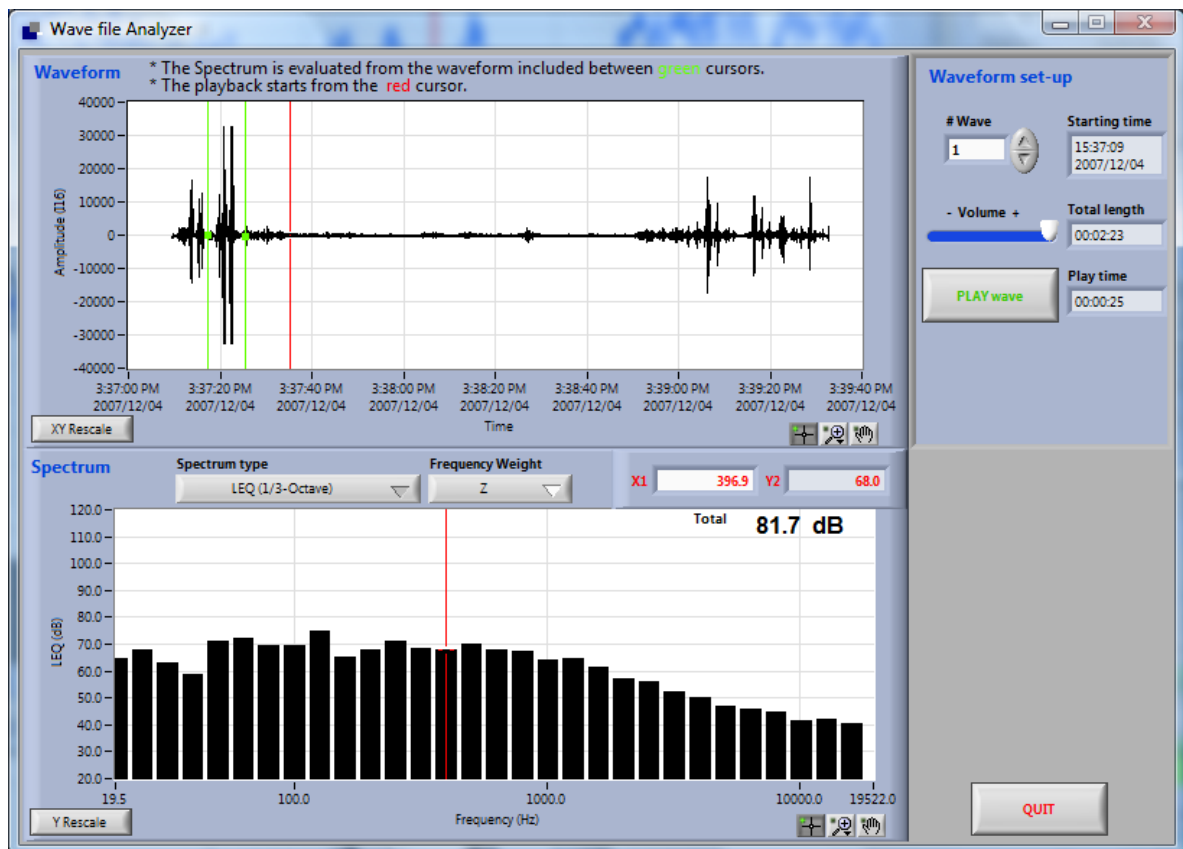 Wave file Analyzer
Waveform
* The Spectrum is evaluated from the waveform included between green cursors.
* The playback starts from the red cursor.
40000
30000
20000
10000
0
-10000
-20000
-30000
-40000
Amplitude (I16)
3:37:00 PM 3:37:20 PM 3:37:40 PM 3:38:00 PM 3:38:20 PM 3:38:40 PM 3:39:00 PM 3:39:20 PM 3:39:40 PM
2007/12/04 2007/12/04 2007/12/04 2007/12/04 2007/12/04 2007/12/04 2007/12/04 2007/12/04 2007/12/04
Time
XY Rescale
Waveform set-up
# Wave
1
Starting time
15:37:09
2007/12/04
- Volume +
Total length
00:02:23
PLAY wave
Play time
00:00:25
Spectrum
Spectrum type
LEQ (1/3-Octave)
Frequency Weight
Z
X1 396.9 Y2 68.0
Total 81.7 dB
120.0
110.0
100.0
90.0
80.0
70.0
60.0
50.0
40.0
30.0
20.0
LEQ (dB)
19.5 100.0 1000.0 10000.0 19522.0
Frequency (Hz)
Y Rescale
QUIT